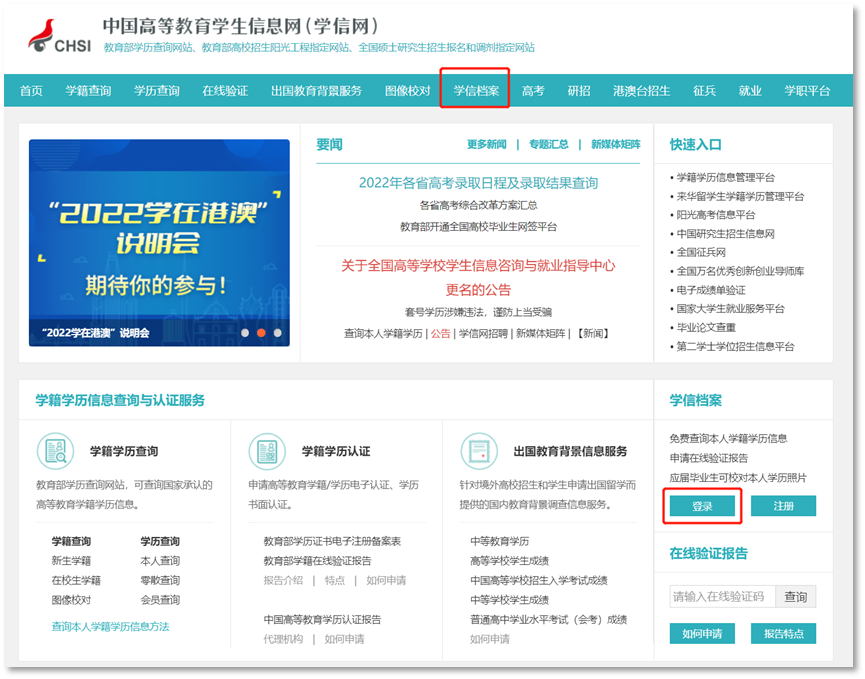 中国高等教育学生信息网(学信网)
CHSI
教育部学历查询网站、教育部高校招生阳光工程指定网站、全国硕士研究生招生报名和调剂指定网站
首页 学籍查询 学历查询 在线验证 出国教育背景服务 图像校对 学信档案 高考 研招 港澳台招生 征兵 就业 学职平台
“2022学在港澳”
说明会
期待你的参与！
“2022学在港澳”说明会
要闻
更多新闻 | 专题汇总 | 新媒体矩阵
2022年各省高考录取日程及录取结果查询
各省高考综合改革方案汇总
教育部开通全国高校毕业生网签平台
关于全国高等学校学生信息咨询与就业指导中心
更名的公告
套号学历涉嫌违法，谨防上当受骗
查询本人学籍学历 | 公告 | 学信网招聘 | 新媒体矩阵 | 【新闻】
快速入口
• 学籍学历信息管理平台
• 来华留学生学籍学历管理平台
• 阳光高考信息平台
• 中国研究生招生信息网
• 全国征兵网
• 全国万名优秀创新创业导师库
• 电子成绩单验证
• 国家大学生就业服务平台
• 毕业论文查重
• 第二学士学位招生信息平台
学籍学历信息查询与认证服务
学籍学历查询
教育部学历查询网站，可查询国家承认的
高等教育学籍学历信息。
学籍查询 学历查询
新生学籍 本人查询
在校生学籍 零散查询
图像校对 会员查询
查询本人学籍学历信息方法
学籍学历认证
申请高等教育学籍/学历电子认证、学历
书面认证。
教育部学历证书电子注册备案表
教育部学籍在线验证报告
报告介绍 | 特点 | 如何申请
中国高等教育学历认证报告
代理机构 | 如何申请
出国教育背景信息服务
针对境外高校招生和学生申请出国留学而
提供的国内教育背景调查信息服务。
中等教育学历
高等学校学生成绩
中国高等学校招生入学考试成绩
中等学校学生成绩
普通高中学业水平考试（会考）成绩
如何申请
学信档案
免费查询本人学籍学历信息
申请在线验证报告
应届毕业生可校对本人学历照片
登录 注册
在线验证报告
请输入在线验证码 查询
如何申请 报告特点